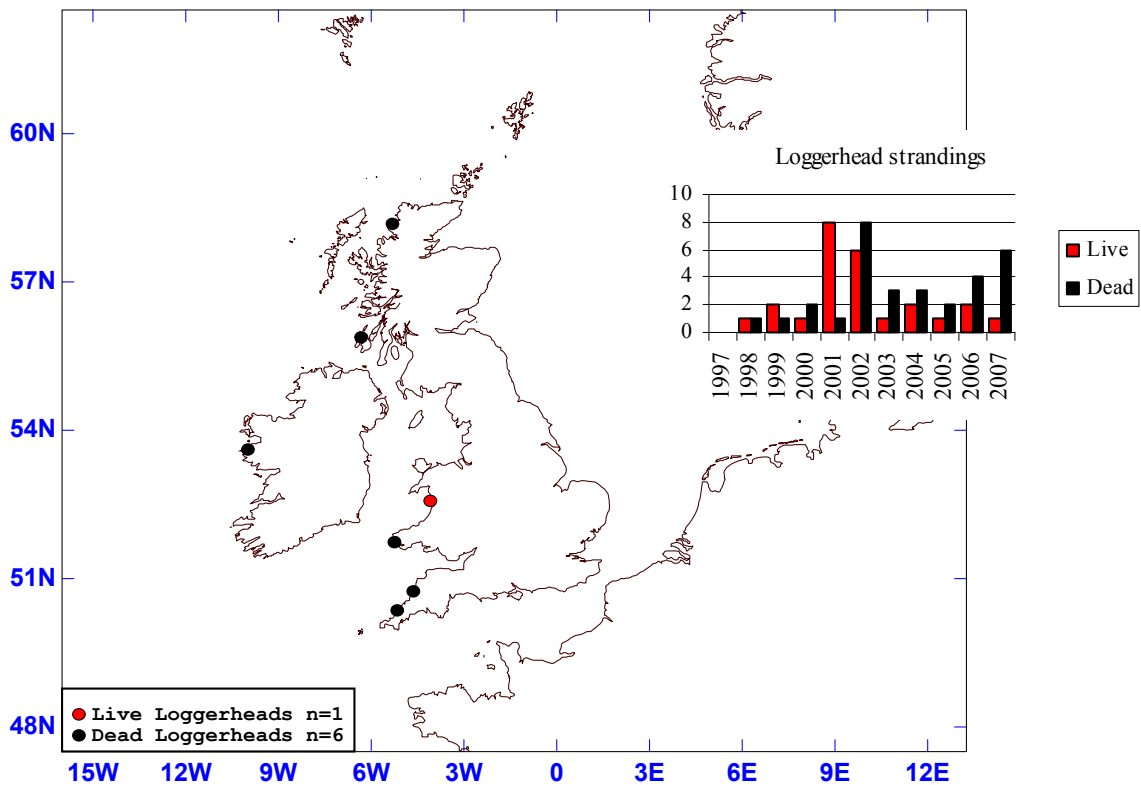 60N
57N
54N
51N
48N
15W 12W 9W 6W 3W 0 3E 6E 9E 12E
Live Loggerheads n=1
Dead Loggerheads n=6
Loggerhead strandings
10
8
6
4
2
0
1997
1998
1999
2000
2001
2002
2003
2004
2005
2006
2007
Live
Dead